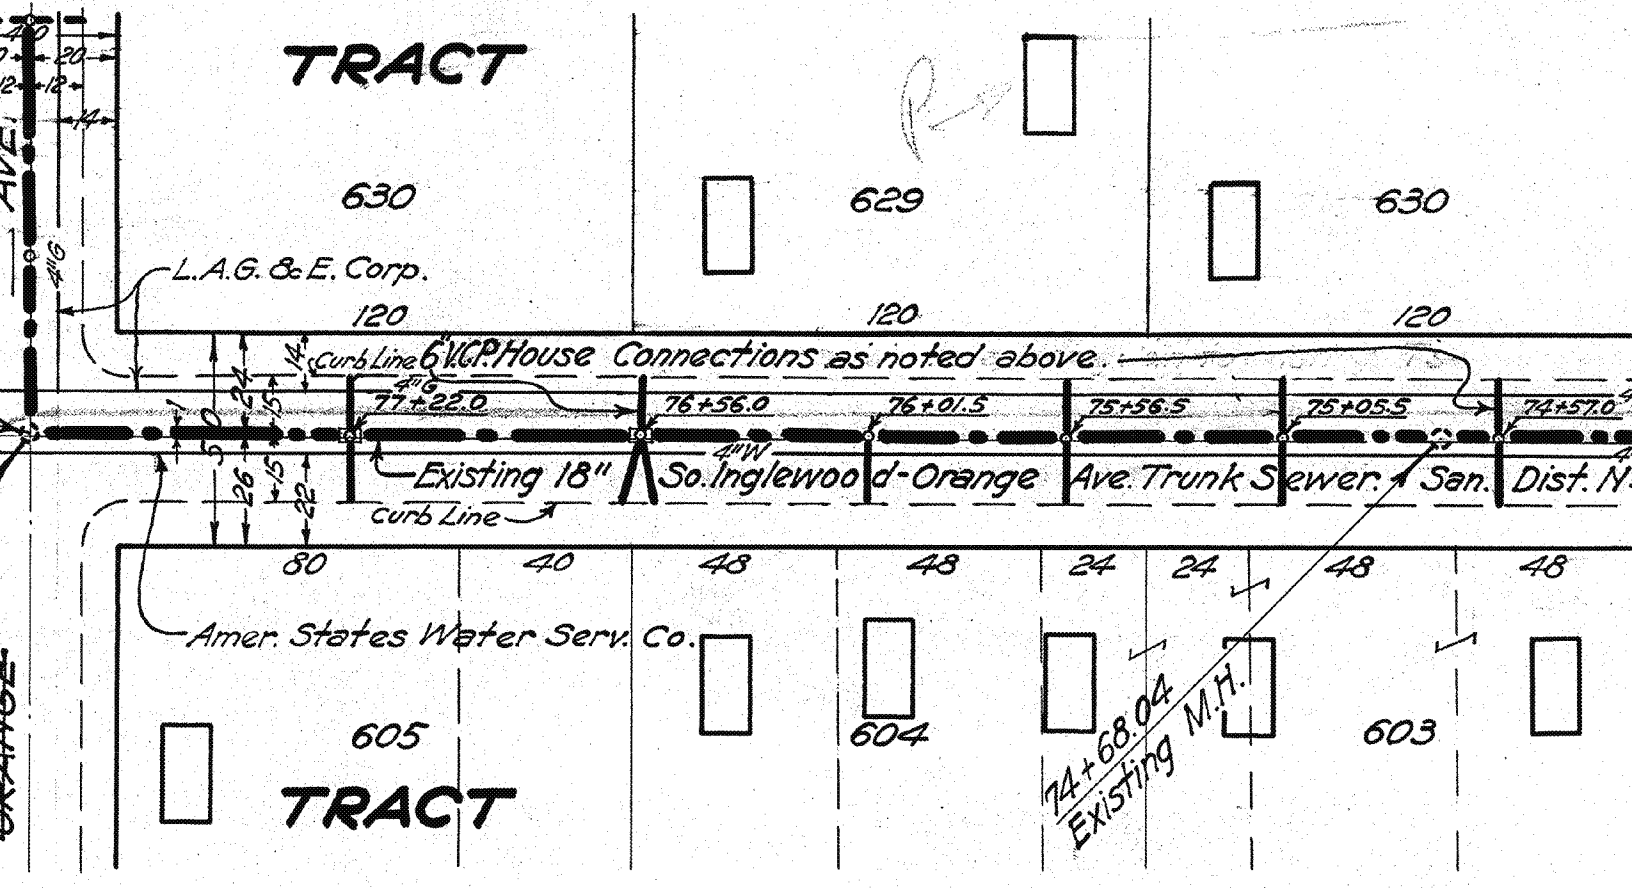 TRACT
40
20
20
12 12
14
AVE.
4"G
630
629
630
L.A.G. & E. Corp.
120
120
120
Curb Line
6"V.C.P. House Connections as noted above.
14
4"G
77+22.0
76+56.0
76+01.5
75+56.5
75+05.5
74+57.0
1
50
24
15
26
15
22
4"W
Existing 18" So. Inglewood-Orange Ave. Trunk Sewer. San. Dist. N
Curb Line
80
40
48
48
24
24
48
48
Amer. States Water Serv. Co.
605
604
603
74+68.04
Existing M.H.
ORANGE
TRACT